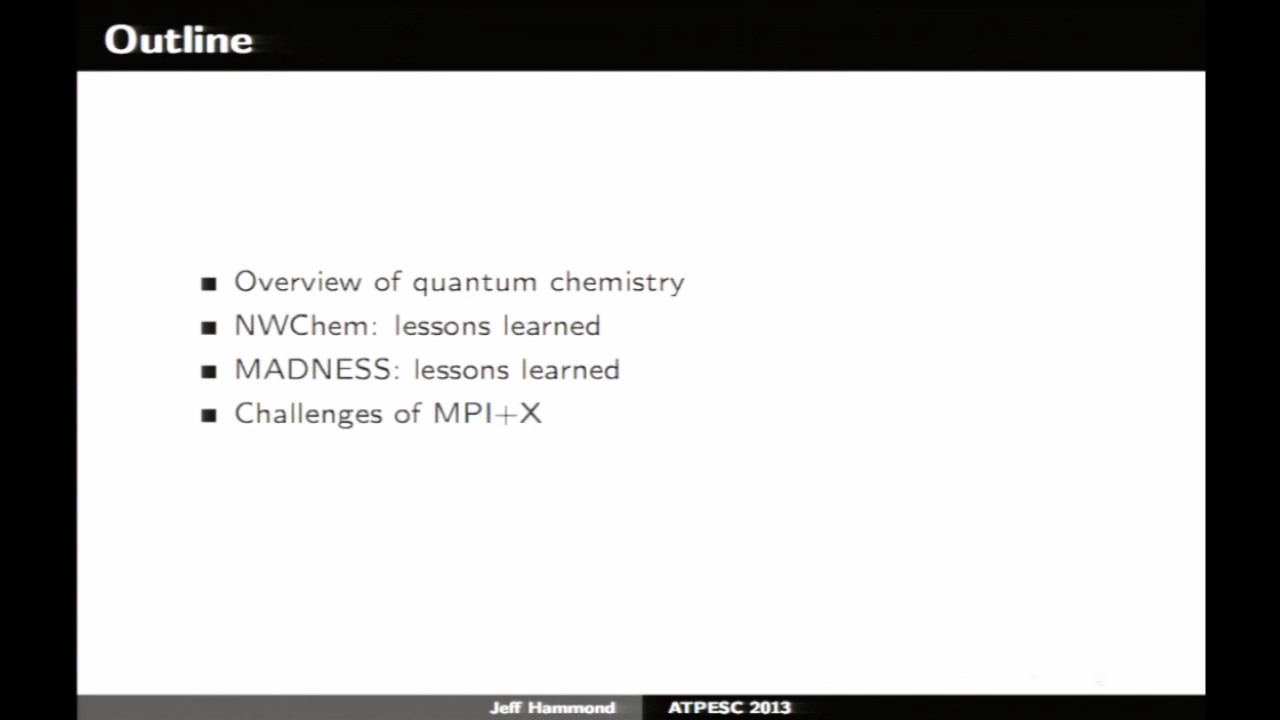 Outline
Overview of quantum chemistry
NWChem: lessons learned
MADNESS: lessons learned
Challenges of MPI+X
Jeff Hammond
ATPESC 2013